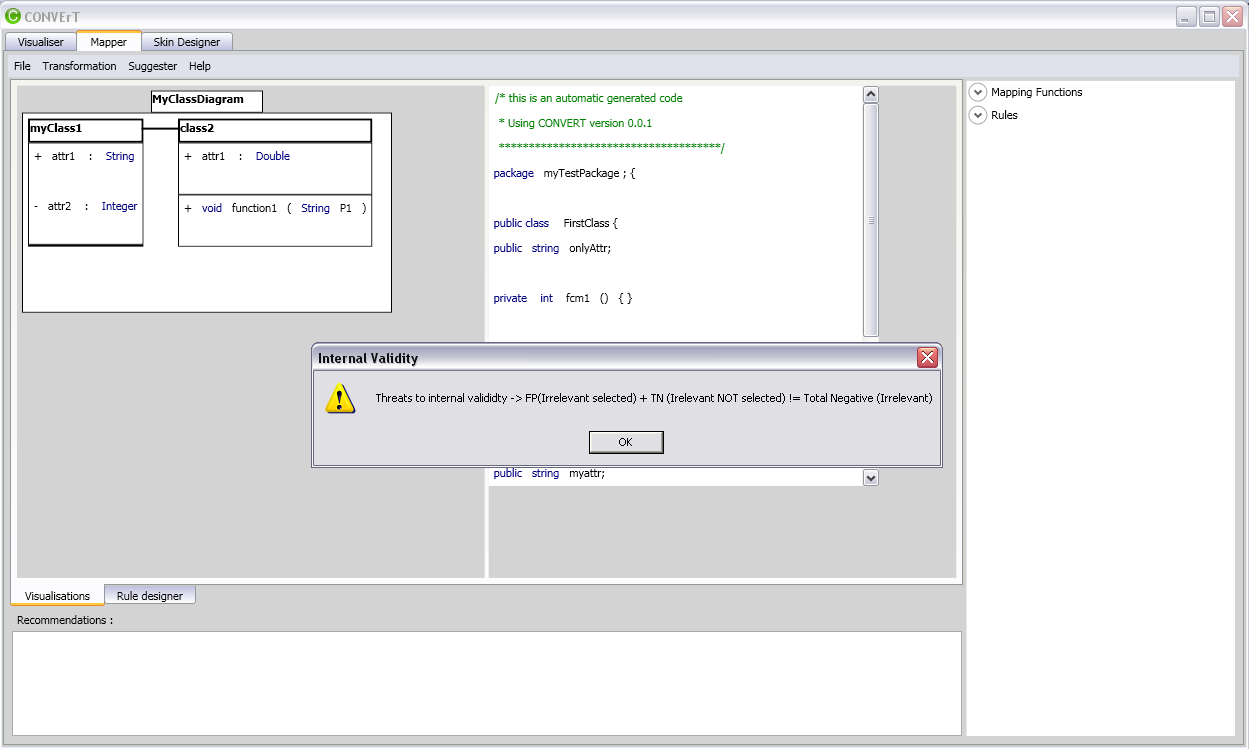 CONVErT
Visualiser Mapper Skin Designer
File Transformation Suggester Help
MyClassDiagram
myClass1
+ attr1 : String
- attr2 : Integer
class2
+ attr1 : Double
+ void function1 ( String P1 )
/* this is an automatic generated code
* Using CONVERT version 0.0.1
*************************************/
package myTestPackage ; {
public class FirstClass {
public string onlyAttr;
private int fcm1 () { }
Mapping Functions
Rules
Internal Validity
Threats to internal valididty -> FP(Irrelevant selected) + TN (Irelevant NOT selected) != Total Negative (Irrelevant)
OK
public string myattr;
Visualisations Rule designer
Recommendations :